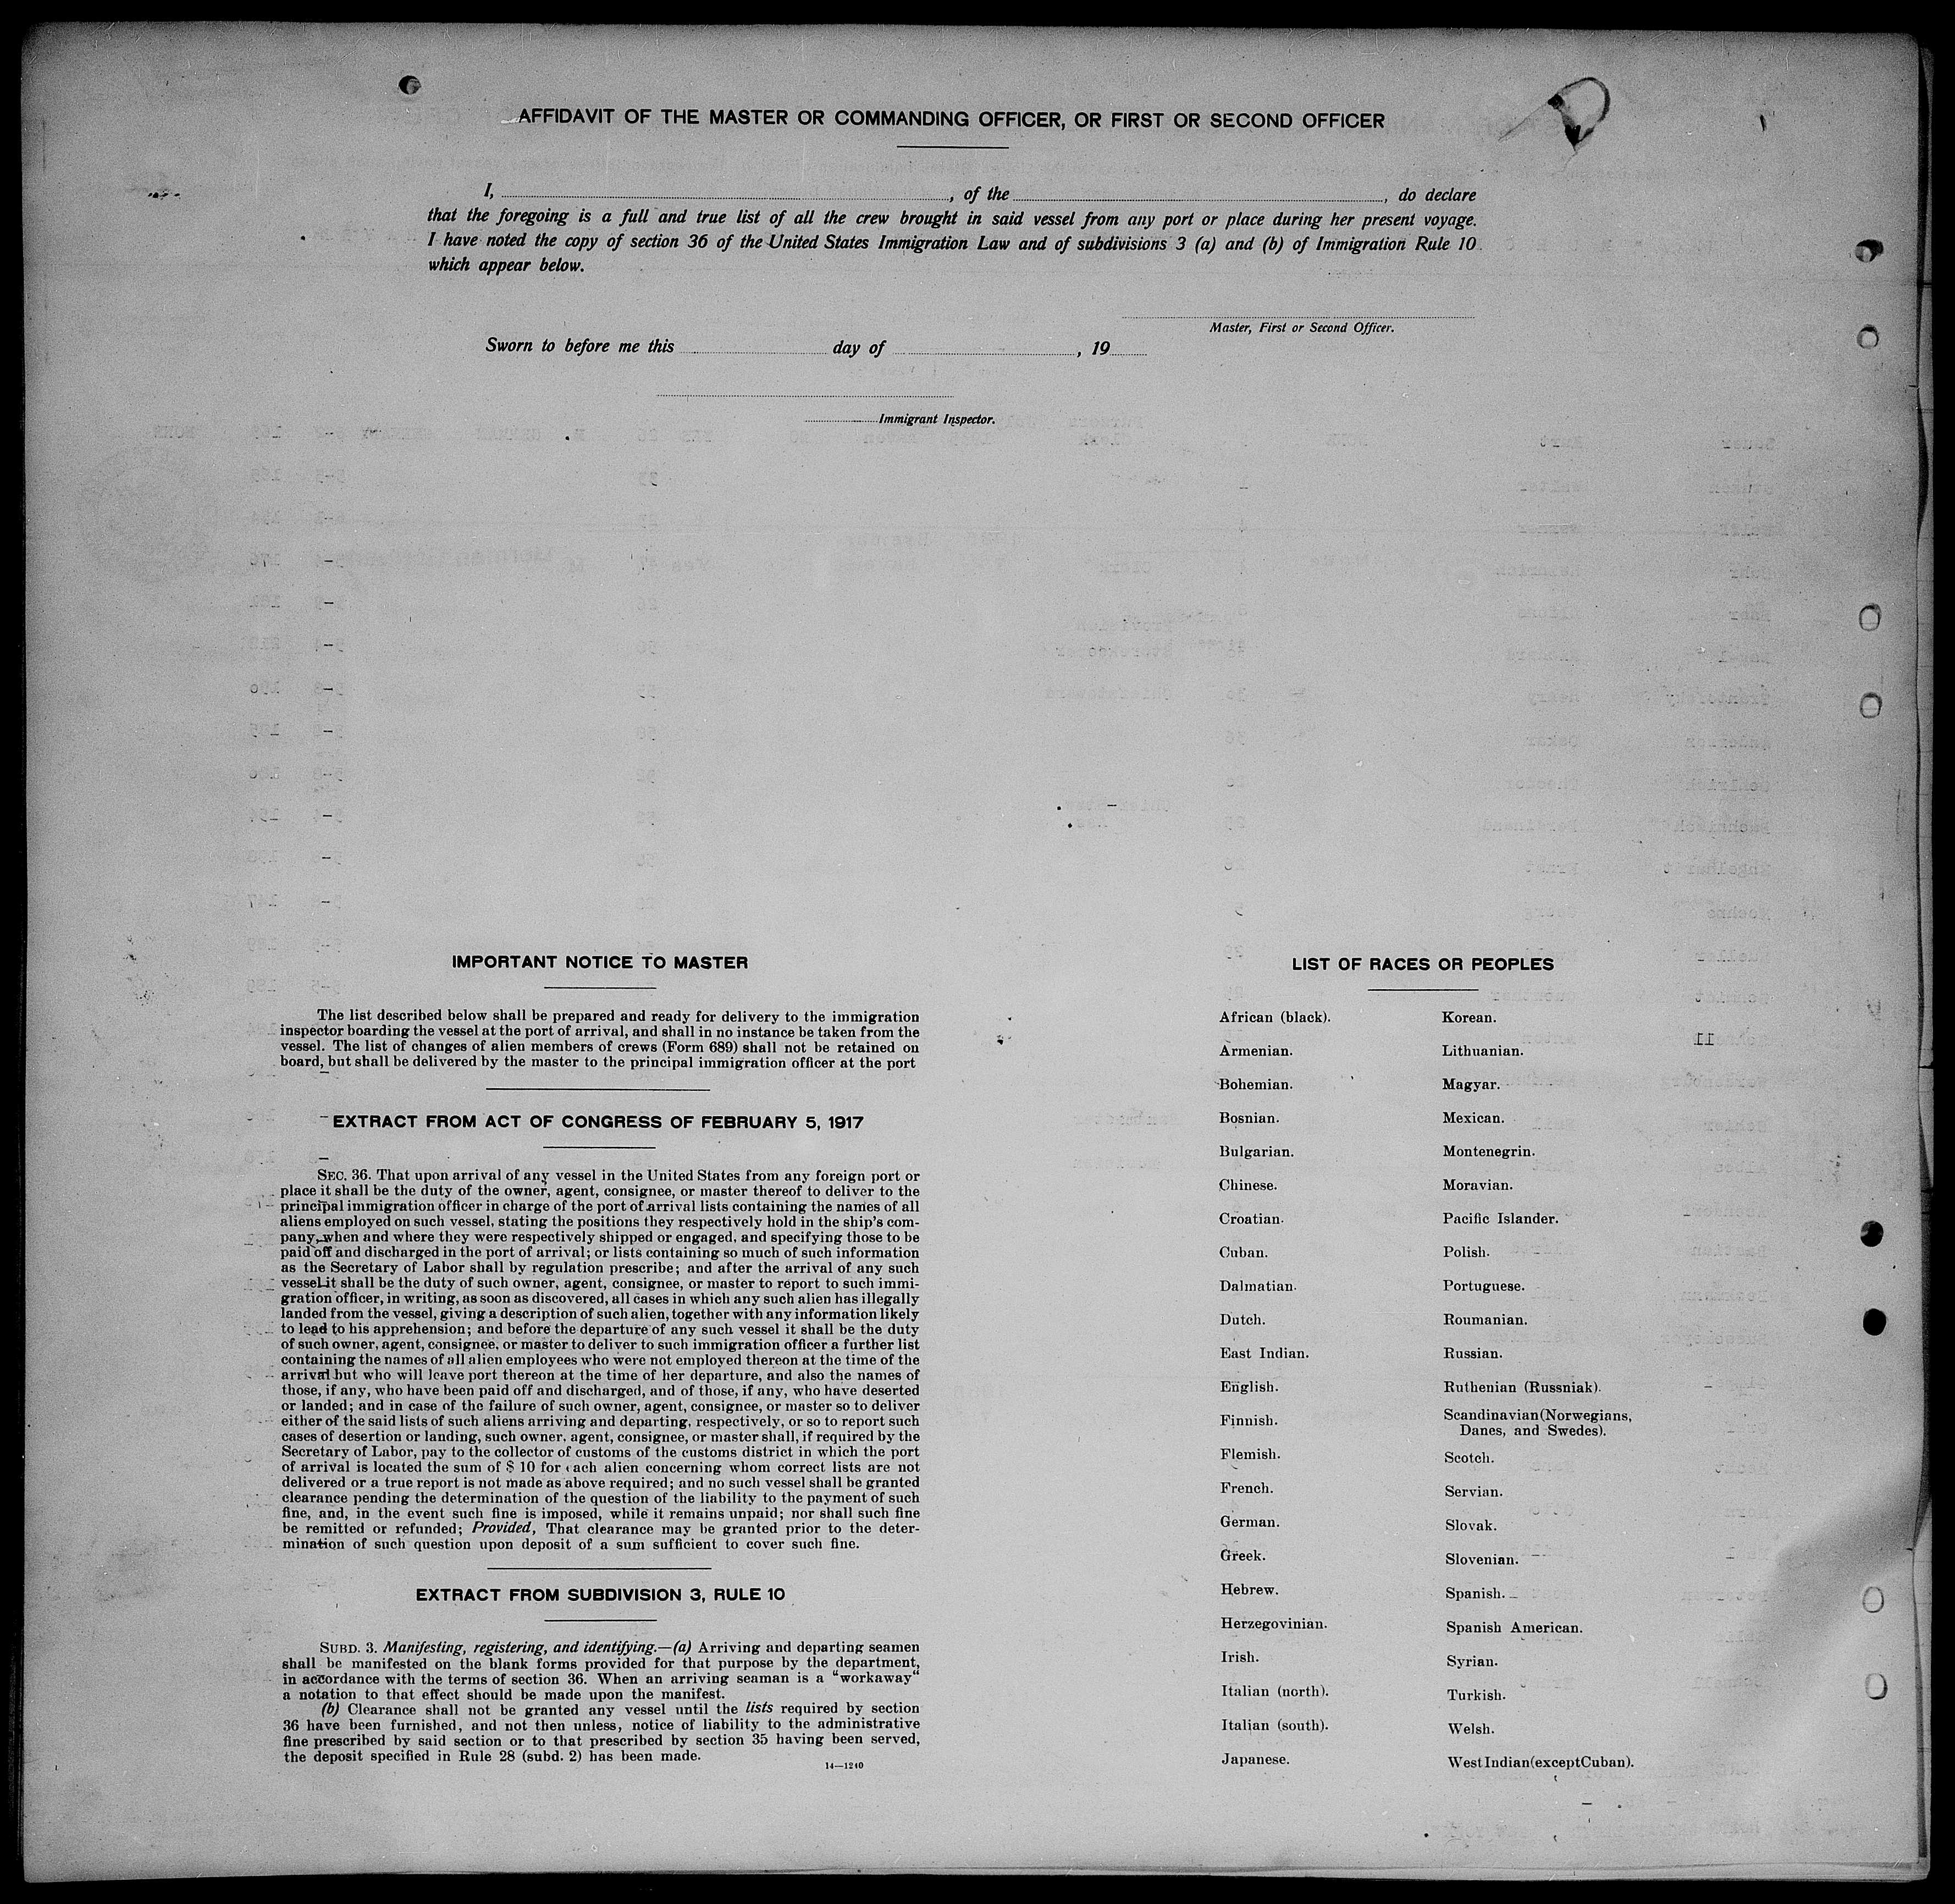 AFFIDAVIT OF THE MASTER OR COMMANDING OFFICER, OR FIRST OR SECOND OFFICER
I, , of the , do declare
that the foregoing is a full and true list of all the crew brought in said vessel from any port or place during her present voyage.
I have noted the copy of section 36 of the United States Immigration Law and of subdivisions 3 (a) and (b) of Immigration Rule 10
which appear below.
Master, First or Second Officer.
Sworn to before me this day of , 19
Immigrant Inspector.
IMPORTANT NOTICE TO MASTER
The list described below shall be prepared and ready for delivery to the immigration
inspector boarding the vessel at the port of arrival, and shall in no instance be taken from the
vessel. The list of changes of alien members of crews (Form 689) shall not be retained on
board, but shall be delivered by the master to the principal immigration officer at the port
EXTRACT FROM ACT OF CONGRESS OF FEBRUARY 5, 1917
SEC. 36. That upon arrival of any vessel in the United States from any foreign port or
place it shall be the duty of the owner, agent, consignee, or master thereof to deliver to the
principal immigration officer in charge of the port of arrival lists containing the names of all
aliens employed on such vessel, stating the positions they respectively hold in the ship's com-
pany, when and where they were respectively shipped or engaged, and specifying those to be
paid off and discharged in the port of arrival; or lists containing so much of such information
as the Secretary of Labor shall by regulation prescribe; and after the arrival of any such
vessel it shall be the duty of such owner, agent, consignee, or master to report to such immi-
gration officer, in writing, as soon as discovered, all cases in which any such alien has illegally
landed from the vessel, giving a description of such alien, together with any information likely
to lead to his apprehension; and before the departure of any such vessel it shall be the duty
of such owner, agent, consignee, or master to deliver to such immigration officer a further list
containing the names of all alien employees who were not employed thereon at the time of the
arrival but who will leave port thereon at the time of her departure, and also the names of
those, if any, who have been paid off and discharged, and of those, if any, who have deserted
or landed; and in case of the failure of such owner, agent, consignee, or master so to deliver
either of the said lists of such aliens arriving and departing, respectively, or so to report such
cases of desertion or landing, such owner, agent, consignee, or master shall, if required by the
Secretary of Labor, pay to the collector of customs of the customs district in which the port
of arrival is located the sum of $ 10 for each alien concerning whom correct lists are not
delivered or a true report is not made as above required; and no such vessel shall be granted
clearance pending the determination of the question of the liability to the payment of such
fine, and, in the event such fine is imposed, while it remains unpaid; nor shall such fine
be remitted or refunded; Provided, That clearance may be granted prior to the deter-
mination of such question upon deposit of a sum sufficient to cover such fine.
EXTRACT FROM SUBDIVISION 3, RULE 10
SUBD. 3. Manifesting, registering, and identifying.—(a) Arriving and departing seamen
shall be manifested on the blank forms provided for that purpose by the department,
in accordance with the terms of section 36. When an arriving seaman is a “workaway“
a notation to that effect should be made upon the manifest.
(b) Clearance shall not be granted any vessel until the lists required by section
36 have been furnished, and not then unless, notice of liability to the administrative
fine prescribed by said section or to that prescribed by section 35 having been served,
the deposit specified in Rule 28 (subd. 2) has been made.
14—1240
LIST OF RACES OR PEOPLES
African (black).
Armenian.
Bohemian.
Bosnian.
Bulgarian.
Chinese.
Croatian.
Cuban.
Dalmatian.
Dutch.
East Indian.
English.
Finnish.
Flemish.
French.
German.
Greek.
Hebrew.
Herzegovinian.
Irish.
Italian (north).
Italian (south).
Japanese.
Korean.
Lithuanian.
Magyar.
Mexican.
Montenegrin.
Moravian.
Pacific Islander.
Polish.
Portuguese.
Roumanian.
Russian.
Ruthenian (Russniak).
Scandinavian (Norwegians,
Danes, and Swedes).
Scotch.
Servian.
Slovak.
Slovenian.
Spanish.
Spanish American.
Syrian.
Turkish.
Welsh.
West Indian (except Cuban).